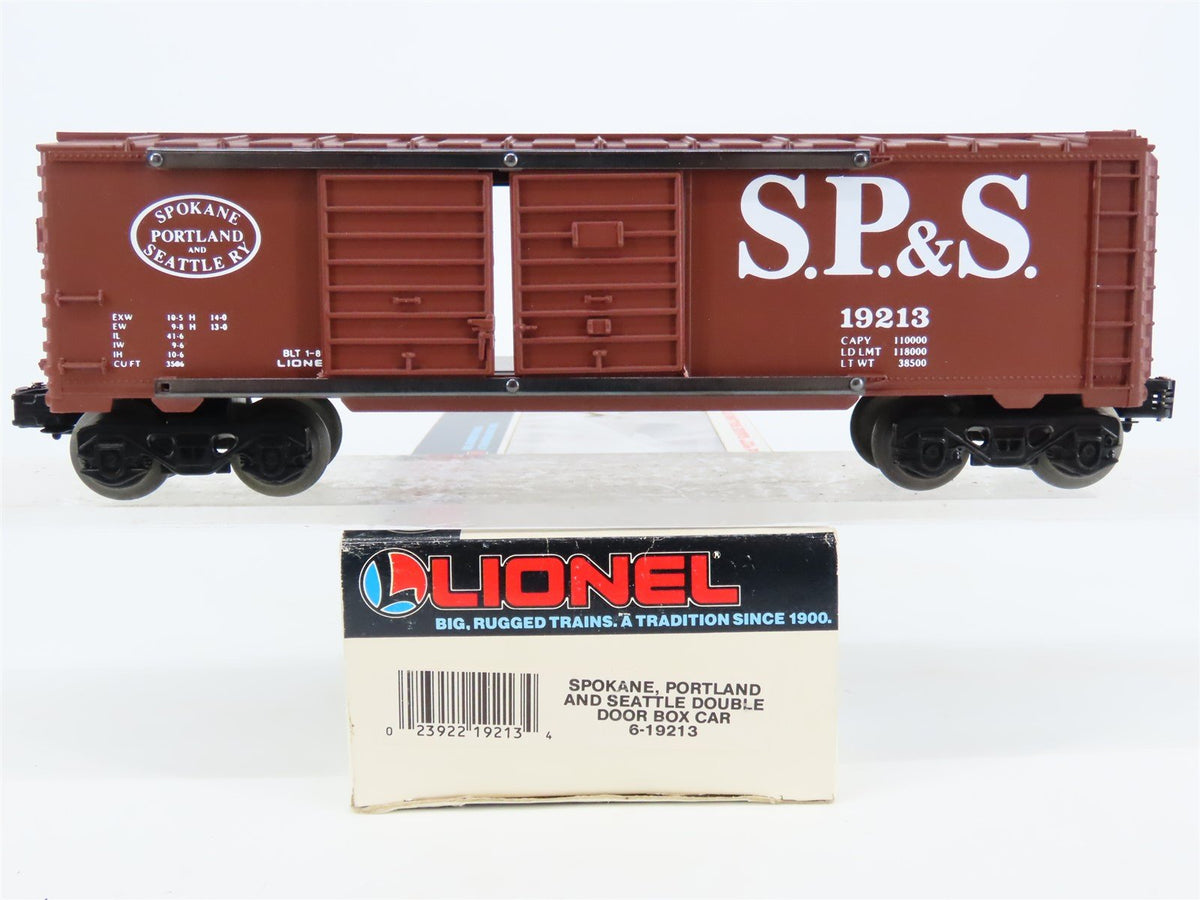 SPOKANE
PORTLAND
AND
SEATTLE RY
EXW 10-5 H 14-0
EW 9-8 H 13-0
IL 41-6
IW 9-6
IH 10-6
CU FT 3506
BLT 1-8
LIONE
S.P.&S.
19213
CAPY 110000
LD LMT 118000
LT WT 38500
LIONEL®
BIG, RUGGED TRAINS. A TRADITION SINCE 1900.
SPOKANE, PORTLAND
AND SEATTLE DOUBLE
DOOR BOX CAR
6-19213
0 23922 19213 4